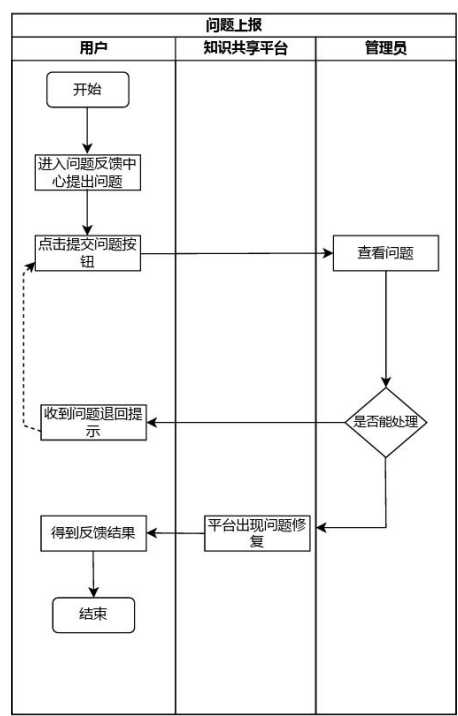 问题上报
用户
知识共享平台
管理员
开始
进入问题反馈中
心提出问题
点击提交问题按
钮
查看问题
收到问题退回提
示
是否能处理
得到反馈结果
平台出现问题修
复
结束